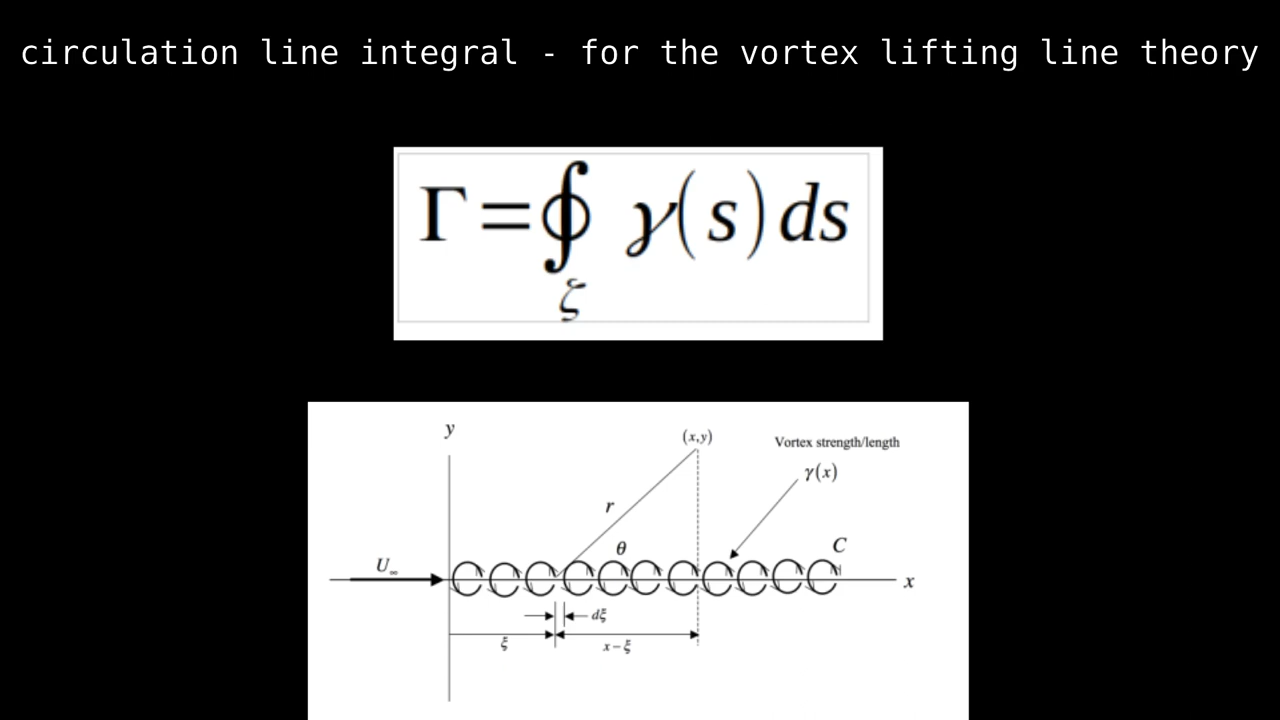 circulation line integral - for the vortex lifting line theory
Γ=∮ γ(s)ds
ζ
y
(x,y)
Vortex strength/length
γ(x)
r
θ
C
U∞
x
dξ
ξ
x-ξ